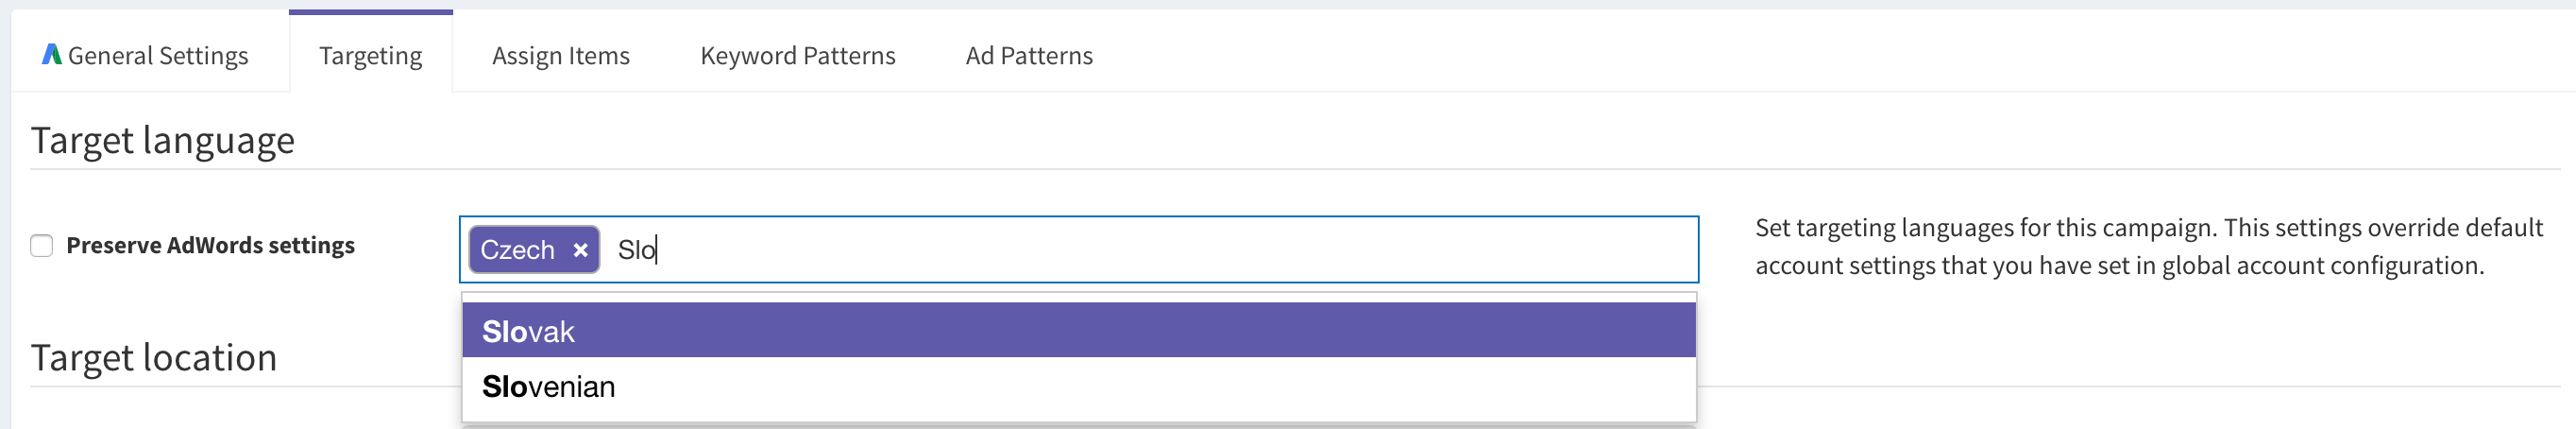 General Settings Targeting Assign Items Keyword Patterns Ad Patterns
Target language
Preserve AdWords settings
Czech × Slo
Slovak
Slovenian
Set targeting languages for this campaign. This settings override default
account settings that you have set in global account configuration.
Target location